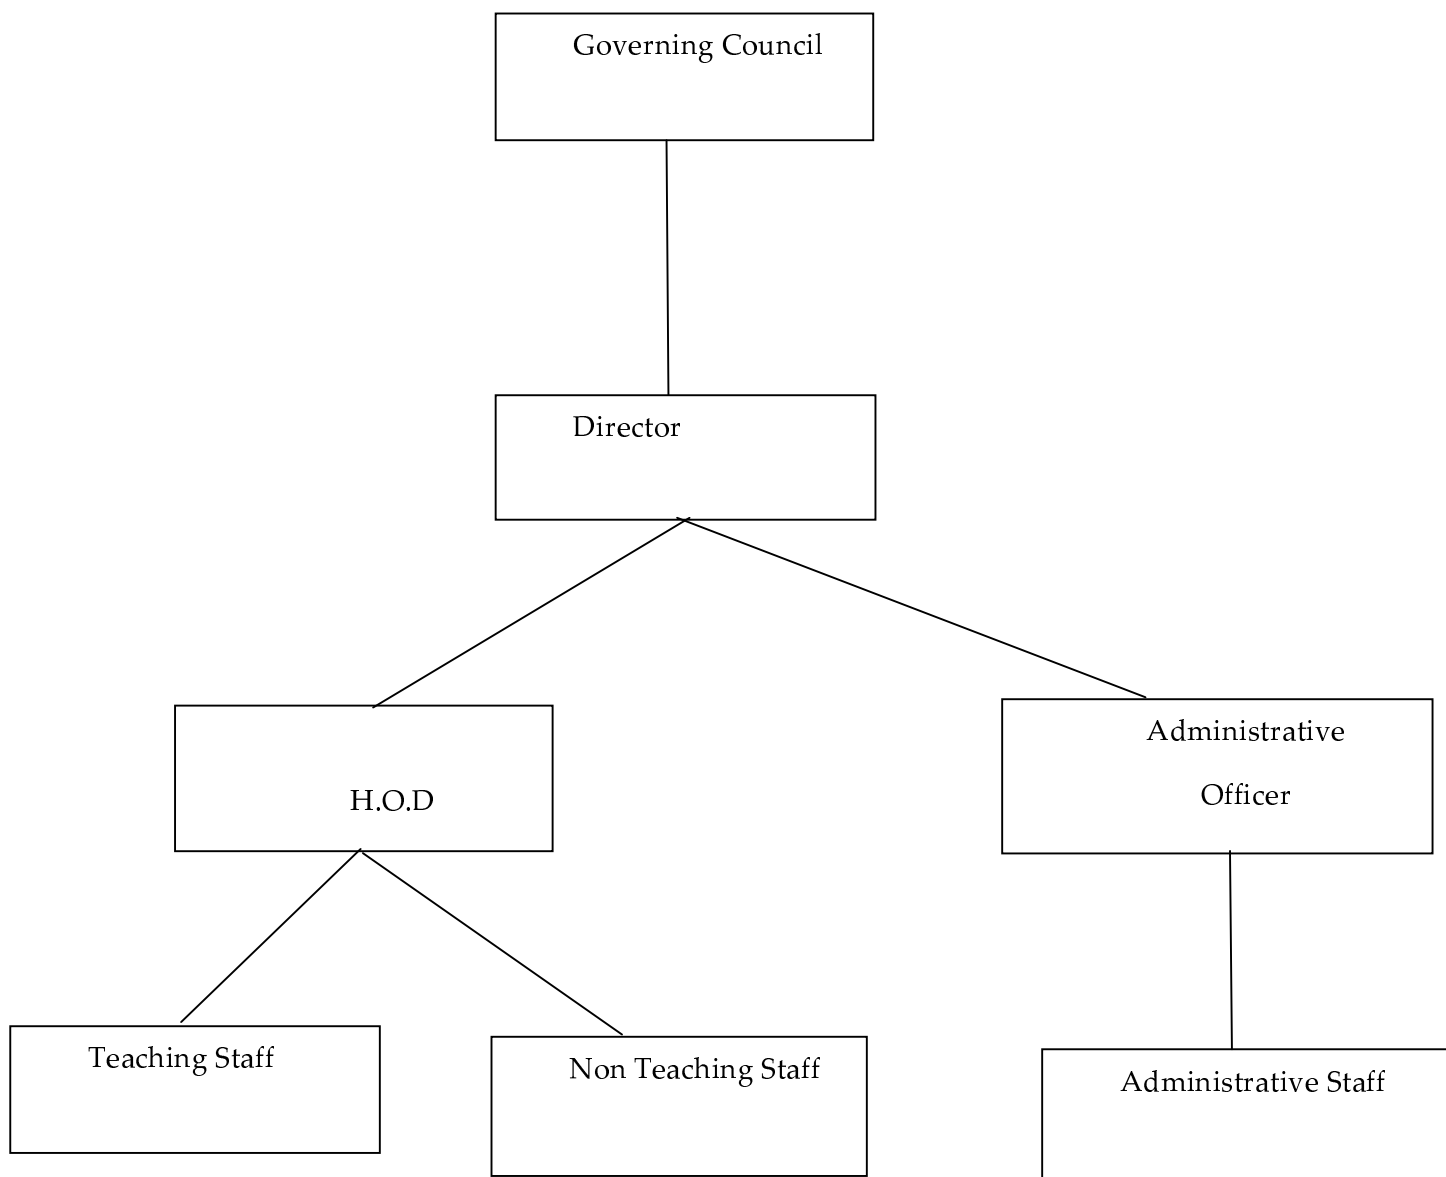 Governing Council
Director
H.O.D
Administrative
Officer
Teaching Staff
Non Teaching Staff
Administrative Staff